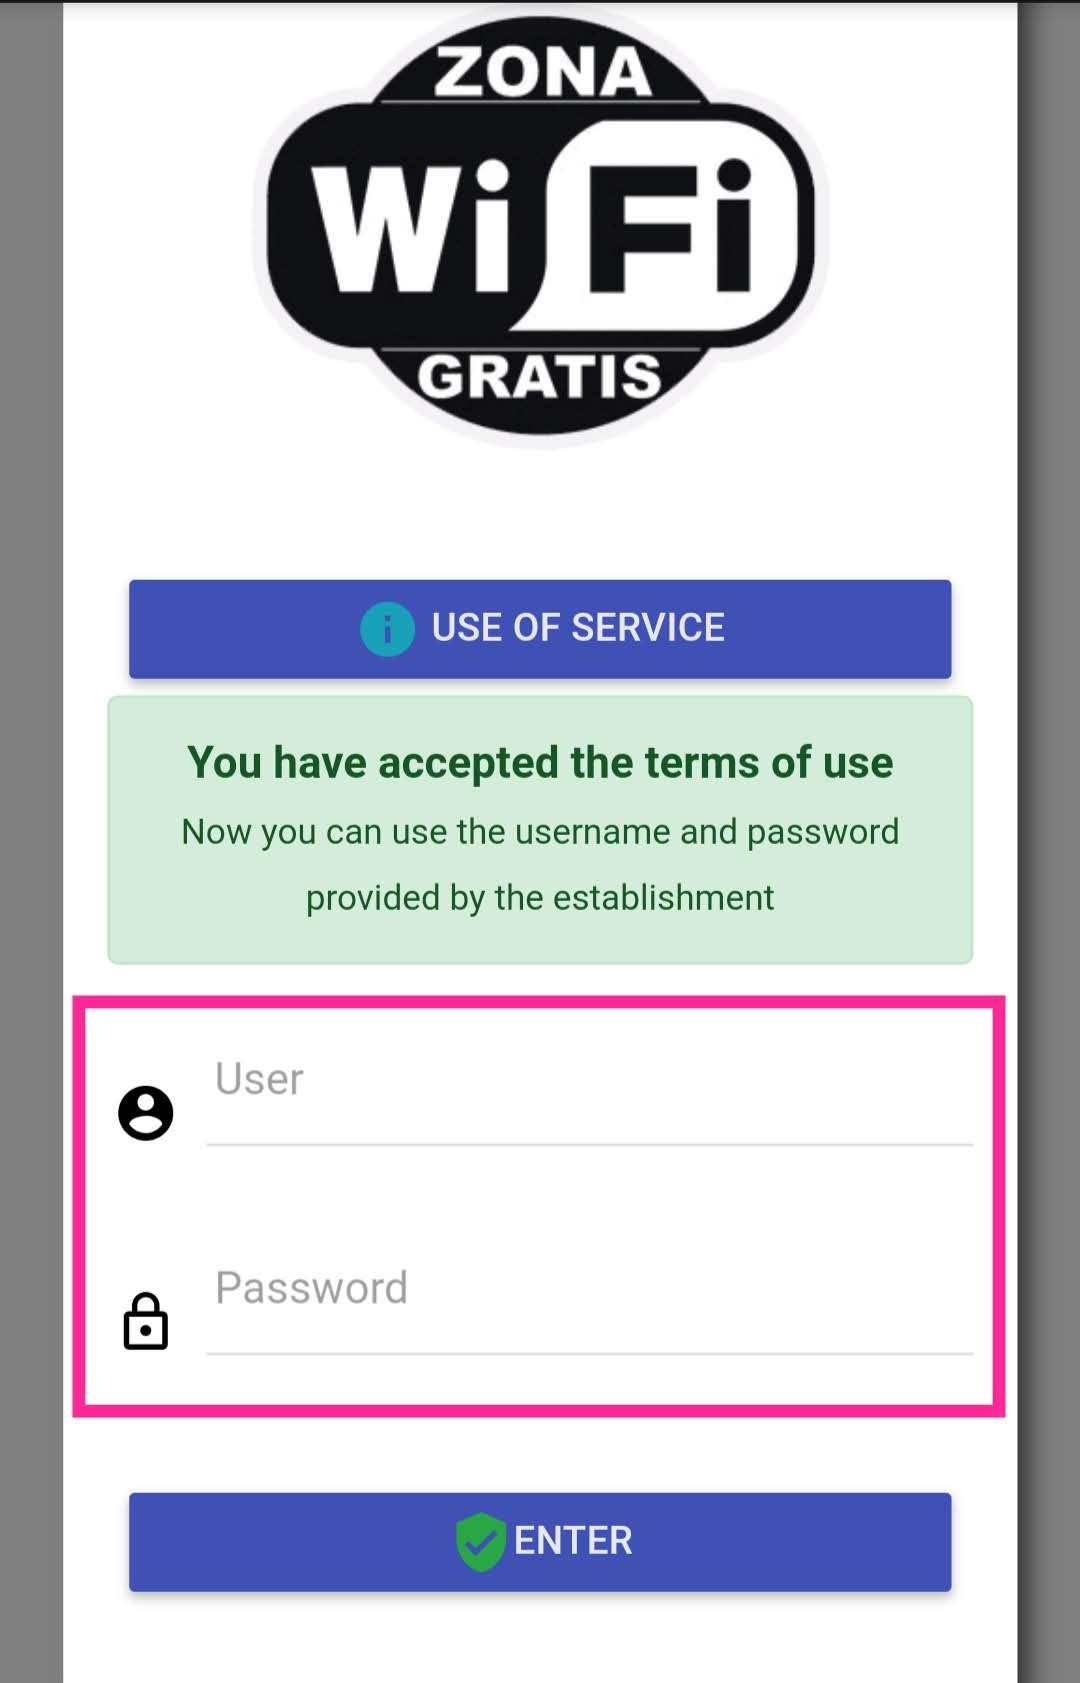 ZONA
WiFi
GRATIS
USE OF SERVICE
You have accepted the terms of use
Now you can use the username and password
provided by the establishment
User
Password
ENTER